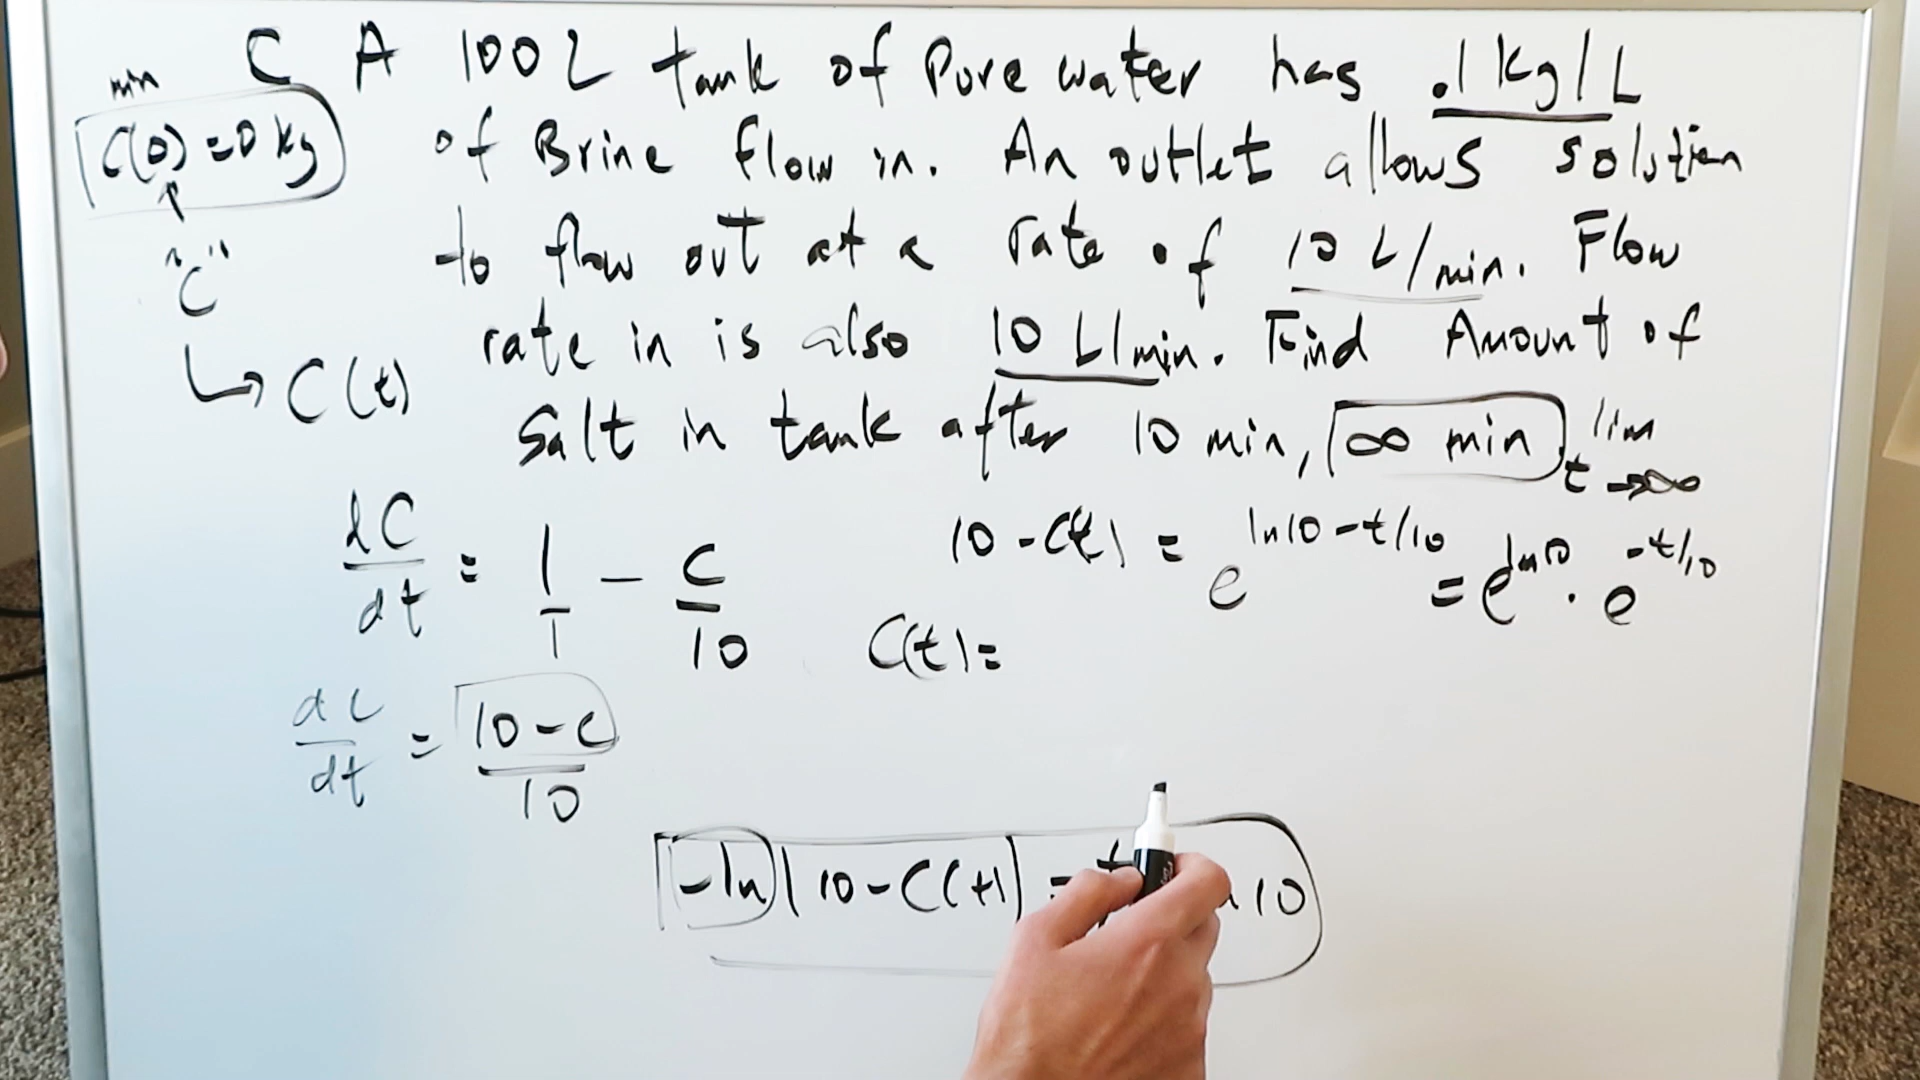 min C A 100 L tank of Pure water has .1 kg/L
C(0) = 0 kg of Brine flow in. An outlet allows solution
"C" to flow out at a rate of 10 L/min. Flow
rate in is also 10 L/min. Find Amount of
→ C(t)
Salt in tank after 10 min, ∞ min lim t→∞
dC/dt = 1/1 - C/10
10 - C(t) = e^(ln10 - t/10) = e^(ln10) · e^(-t/10)
C(t) =
dC/dt = (10 - C)/10
-ln|10 - C(t)| = 10